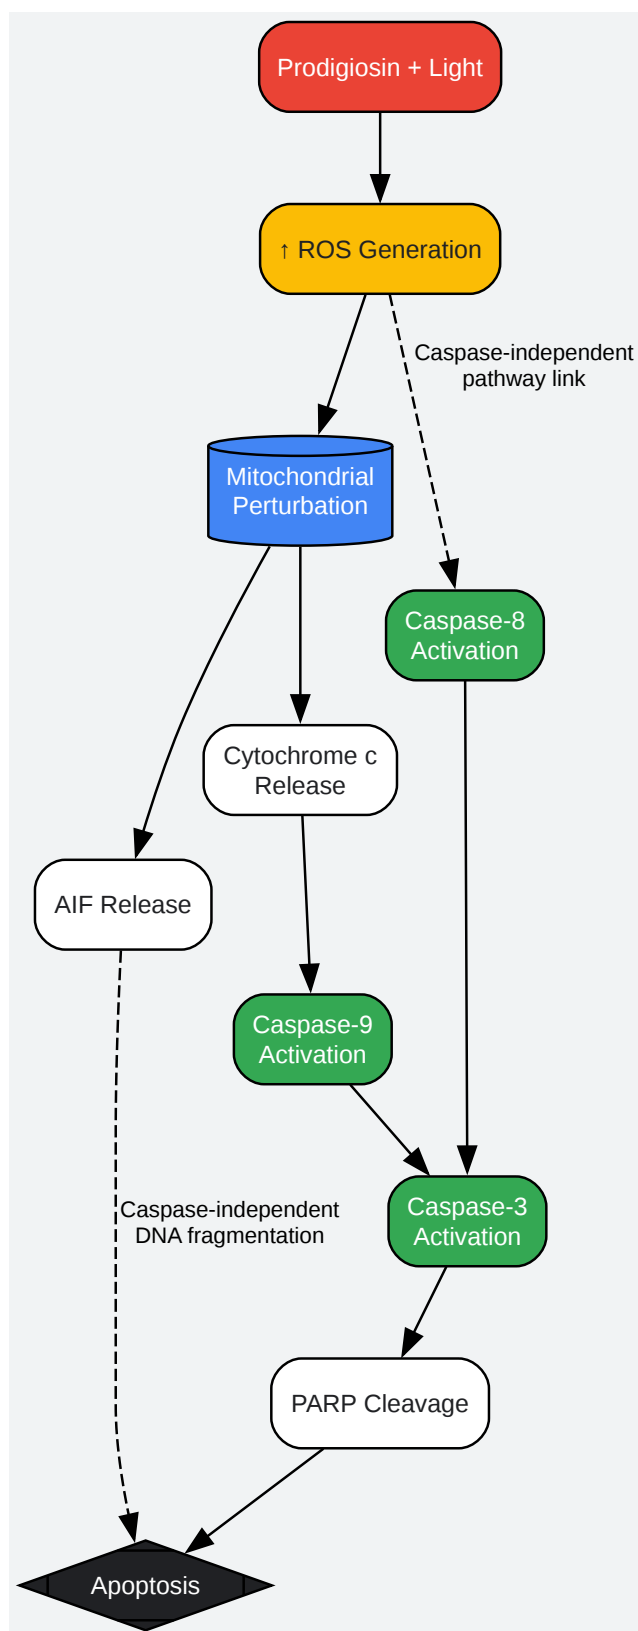 Prodigiosin + Light
↑ ROS Generation
Caspase-independent
pathway link
Mitochondrial
Perturbation
Caspase-8
Activation
Cytochrome c
Release
AIF Release
Caspase-9
Activation
Caspase-independent
DNA fragmentation
Caspase-3
Activation
PARP Cleavage
Apoptosis